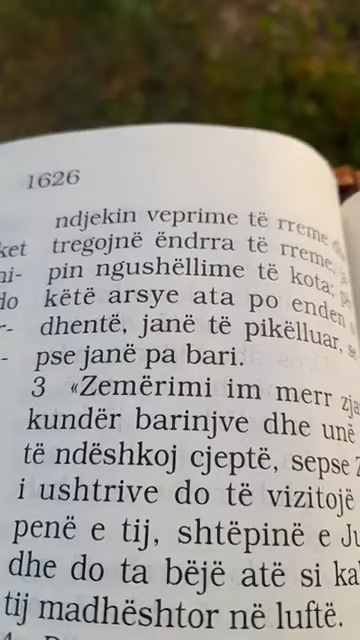 1626
ndjekin veprime të rreme
ket tregojnë ëndrra të rreme,
pin ngushëllime të kota;
këtë arsye ata po enden
dhentë, janë të pikëlluar,
pse janë pa bari.
3 «Zemërimi im merr
kundër barinjve dhe unë
të ndëshkoj cjeptë, sepse
i ushtrive do të vizitojë
penë e tij, shtëpinë e
dhe do ta bëjë atë si
tij madhështor në luftë.